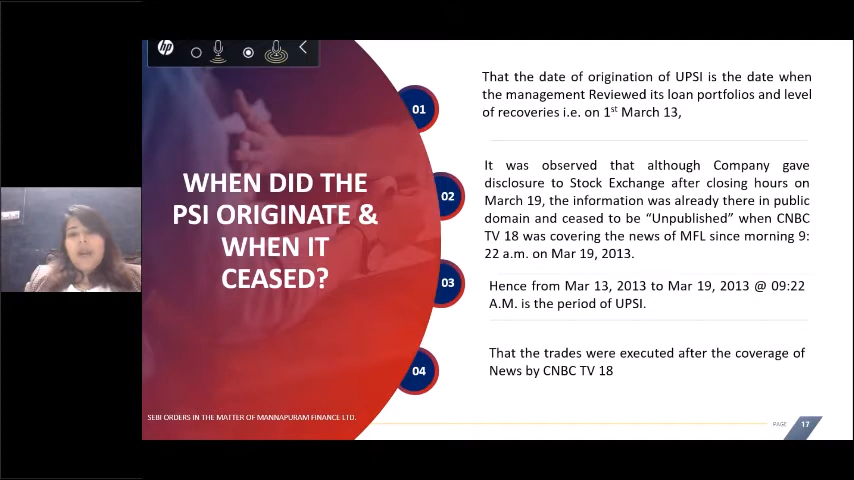 hp
WHEN DID THE
PSI ORIGINATE &
WHEN IT
CEASED?
SEBI ORDERS IN THE MATTER OF MANNAPURAM FINANCE LTD.
01
That the date of origination of UPSI is the date when
the management Reviewed its loan portfolios and level
of recoveries i.e. on 1st March 13,
02
It was observed that although Company gave
disclosure to Stock Exchange after closing hours on
March 19, the information was already there in public
domain and ceased to be “Unpublished” when CNBC
TV 18 was covering the news of MFL since morning 9:
22 a.m. on Mar 19, 2013.
03
Hence from Mar 13, 2013 to Mar 19, 2013 @ 09:22
A.M. is the period of UPSI.
04
That the trades were executed after the coverage of
News by CNBC TV 18
PAGE 17